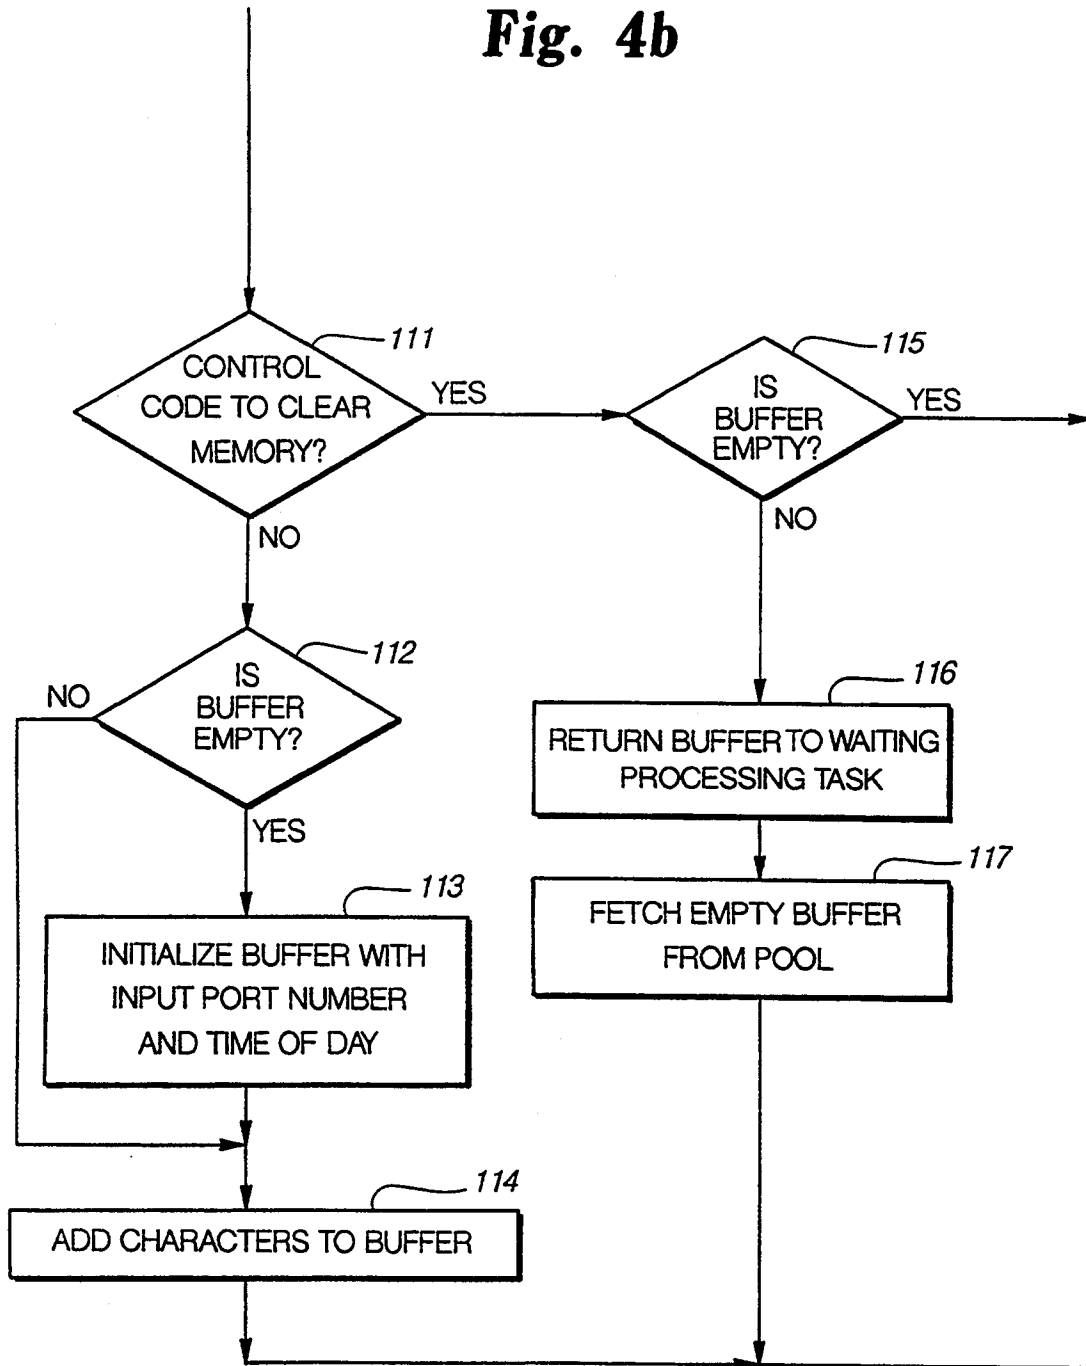 Fig. 4b
111
CONTROL
CODE TO CLEAR
MEMORY?
YES
NO
115
IS
BUFFER
EMPTY?
YES
NO
112
IS
BUFFER
EMPTY?
NO
YES
116
RETURN BUFFER TO WAITING
PROCESSING TASK
113
INITIALIZE BUFFER WITH
INPUT PORT NUMBER
AND TIME OF DAY
117
FETCH EMPTY BUFFER
FROM POOL
114
ADD CHARACTERS TO BUFFER